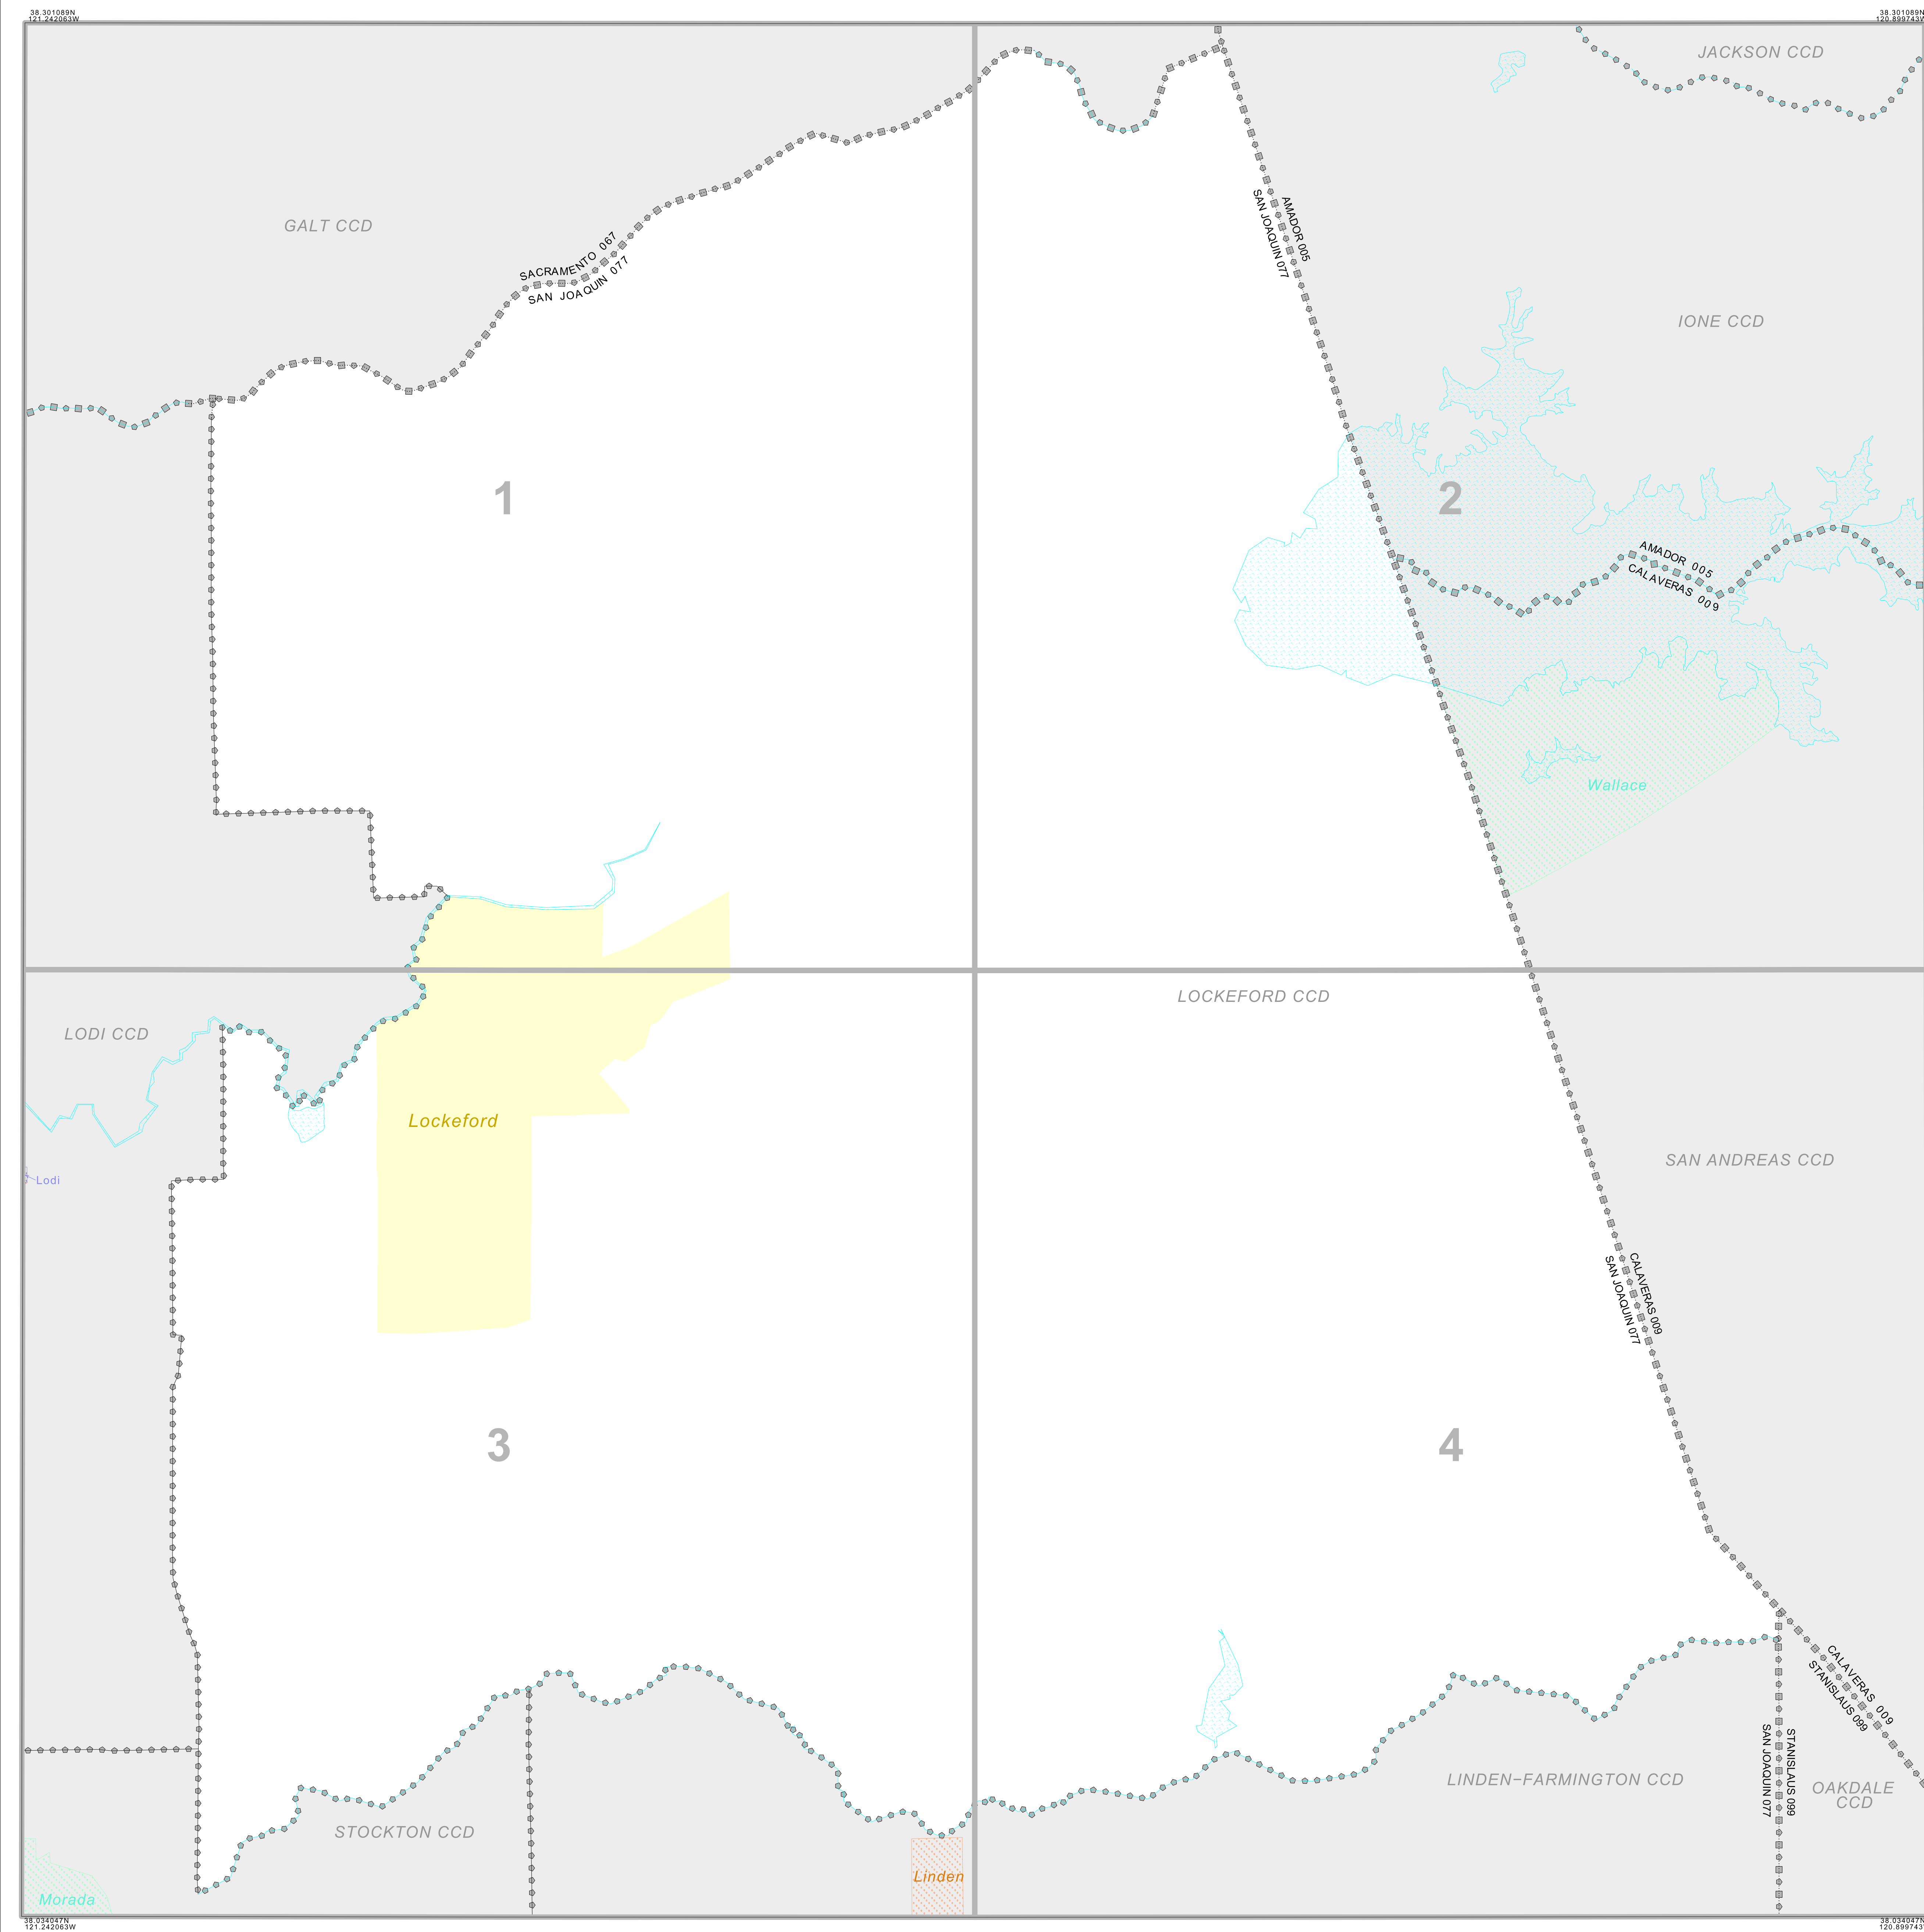 38.301089N
121.242063W
38.301089N
120.899743W
JACKSON CCD
GALT CCD
SACRAMENTO 067
SAN JOAQUIN 077
AMADOR 005
SAN JOAQUIN 077
IONE CCD
1
2
AMADOR 005
CALAVERAS 009
Wallace
LOCKEFORD CCD
LODI CCD
Lockeford
SAN ANDREAS CCD
Lodi
CALAVERAS 009
SAN JOAQUIN 077
3
4
CALAVERAS 009
STANISLAUS 099
STANISLAUS 099
SAN JOAQUIN 077
LINDEN–FARMINGTON CCD
OAKDALE
CCD
STOCKTON CCD
Linden
Morada
38.034047N
121.242063W
38.034047N
120.899743W